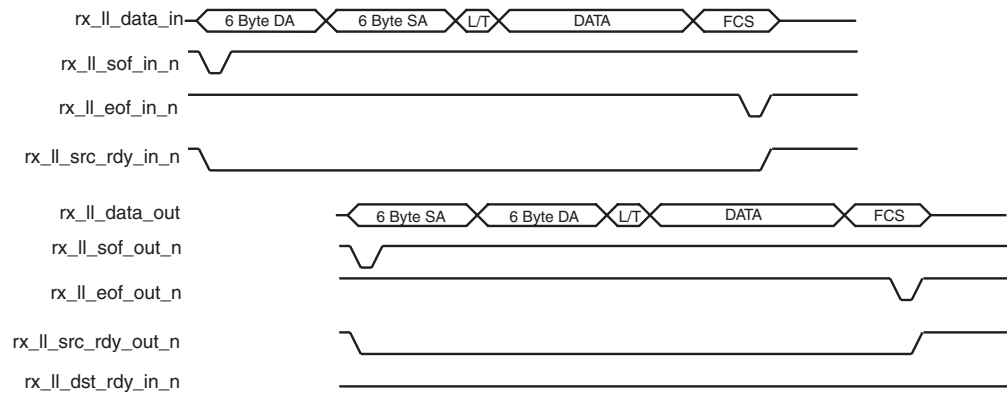 rx_ll_data_in 6 Byte DA 6 Byte SA L/T DATA FCS
rx_ll_sof_in_n
rx_ll_eof_in_n
rx_ll_src_rdy_in_n
rx_ll_data_out 6 Byte SA 6 Byte DA L/T DATA FCS
rx_ll_sof_out_n
rx_ll_eof_out_n
rx_ll_src_rdy_out_n
rx_ll_dst_rdy_in_n